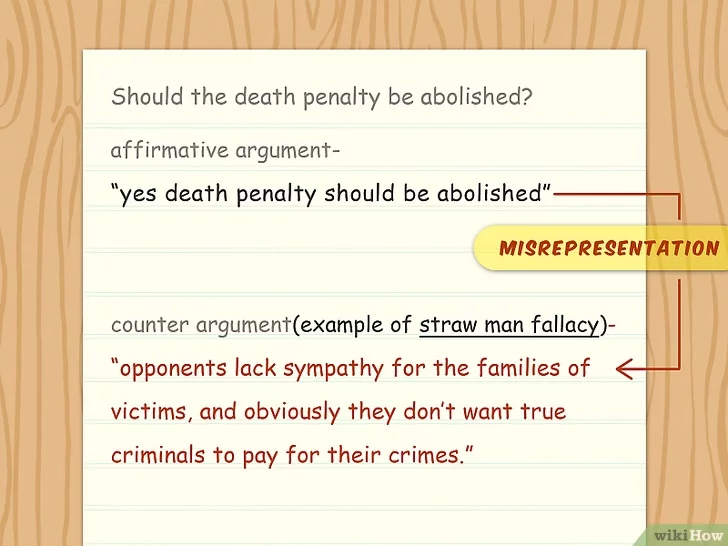 Should the death penalty be abolished?
affirmative argument-
“yes death penalty should be abolished”
MISREPRESENTATION
counter argument(example of straw man fallacy)-
“opponents lack sympathy for the families of
victims, and obviously they don’t want true
criminals to pay for their crimes.”
wikiHow